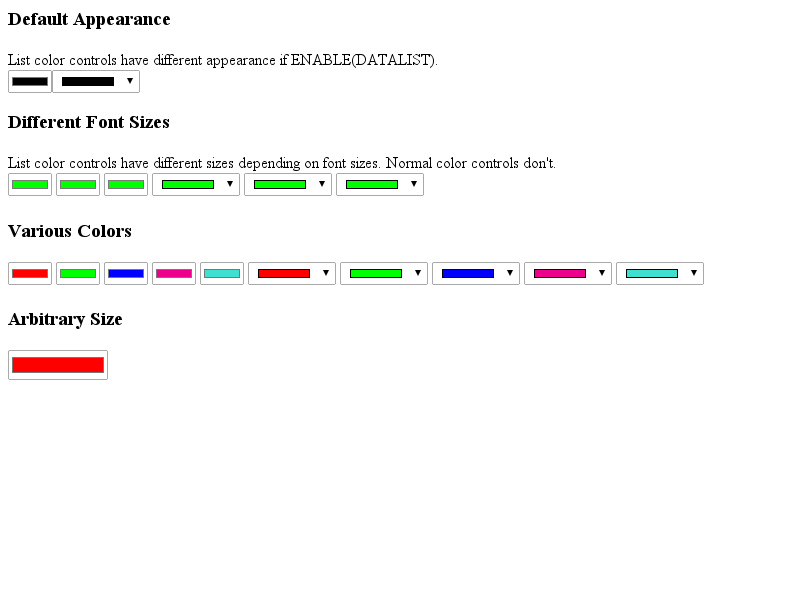 Default Appearance
List color controls have different appearance if ENABLE(DATALIST).
Different Font Sizes
List color controls have different sizes depending on font sizes. Normal color controls don't.
Various Colors
Arbitrary Size